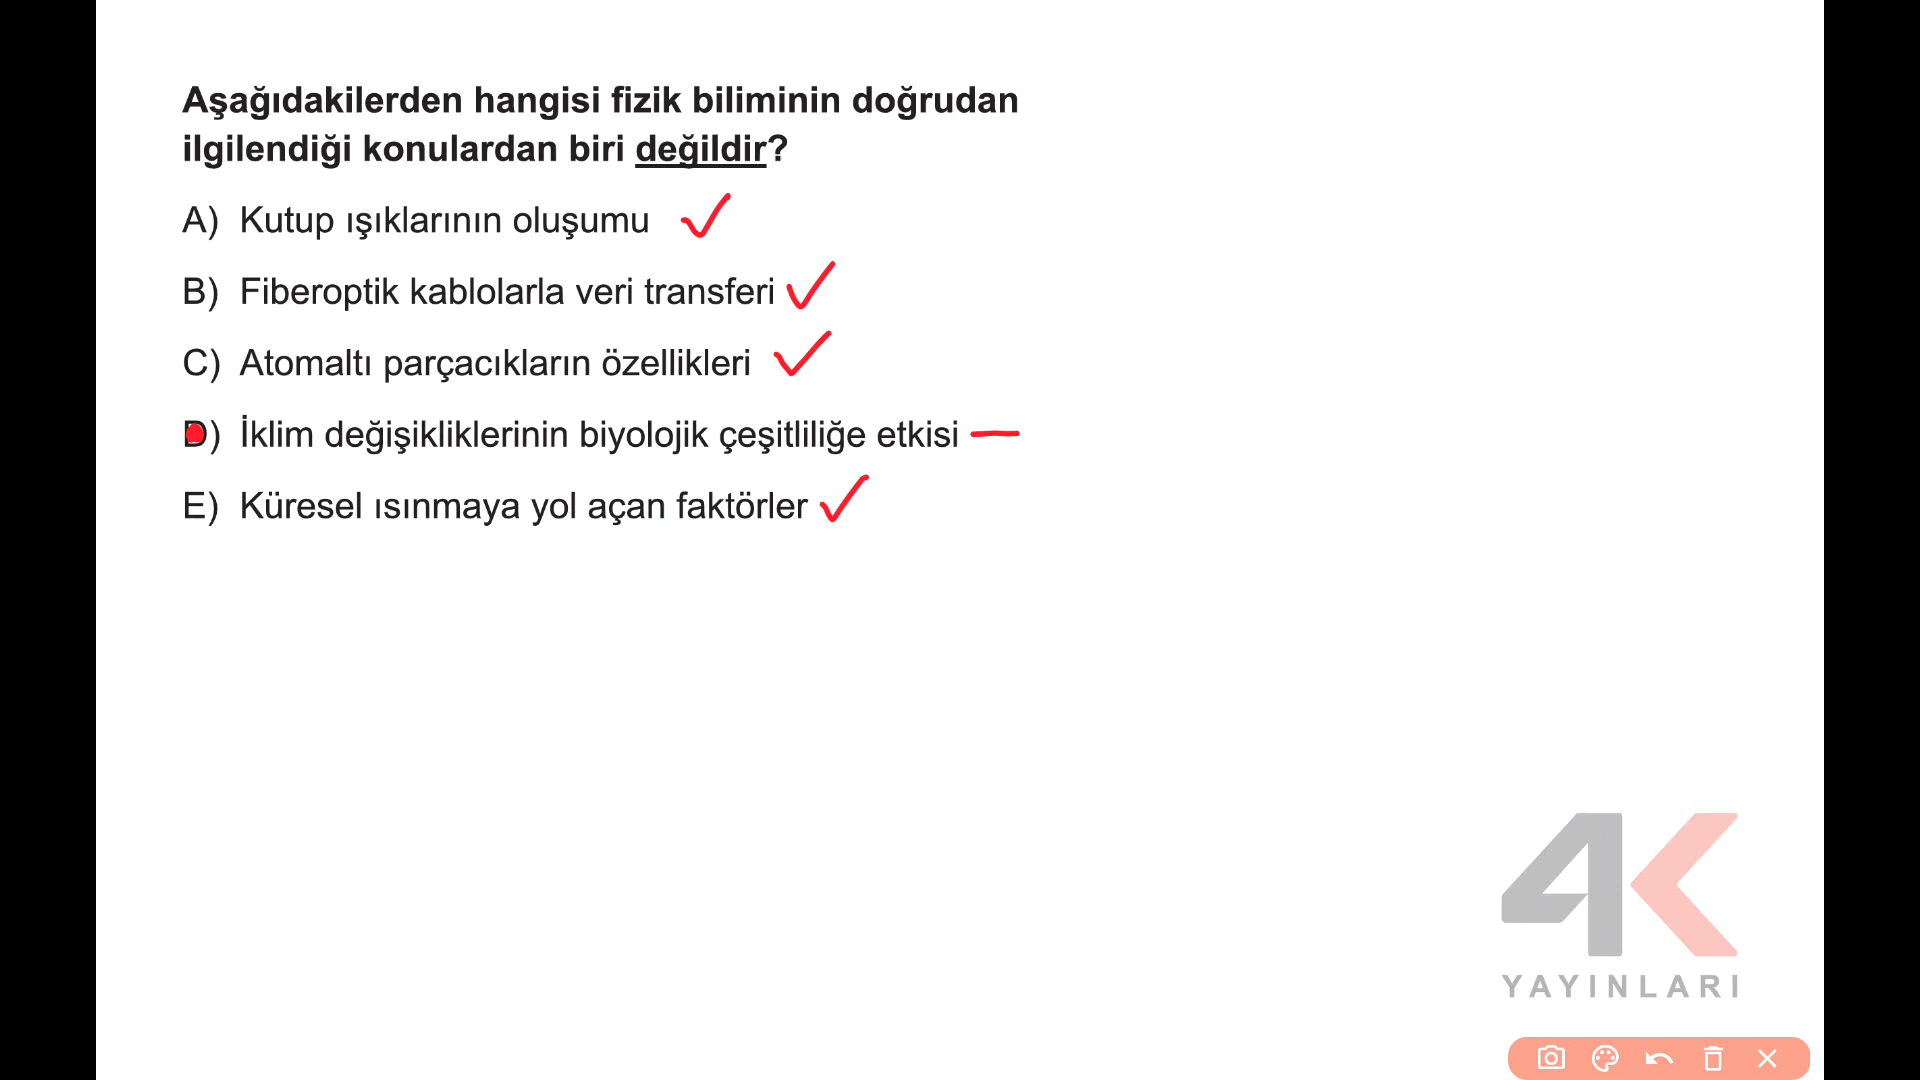 Aşağıdakilerden hangisi fizik biliminin doğrudan
ilgilendiği konulardan biri değildir?
A) Kutup ışıklarının oluşumu
B) Fiberoptik kablolarla veri transferi
C) Atomaltı parçacıkların özellikleri
D) İklim değişikliklerinin biyolojik çeşitliliğe etkisi
E) Küresel ısınmaya yol açan faktörler
4K
YAYINLARI